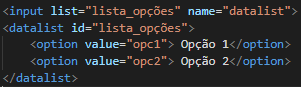 <input list="lista_opções" name="datalist">
<datalist id="lista_opções">
    <option value="opc1"> Opção 1</option>
    <option value="opc2"> Opção 2</option>
</datalist>